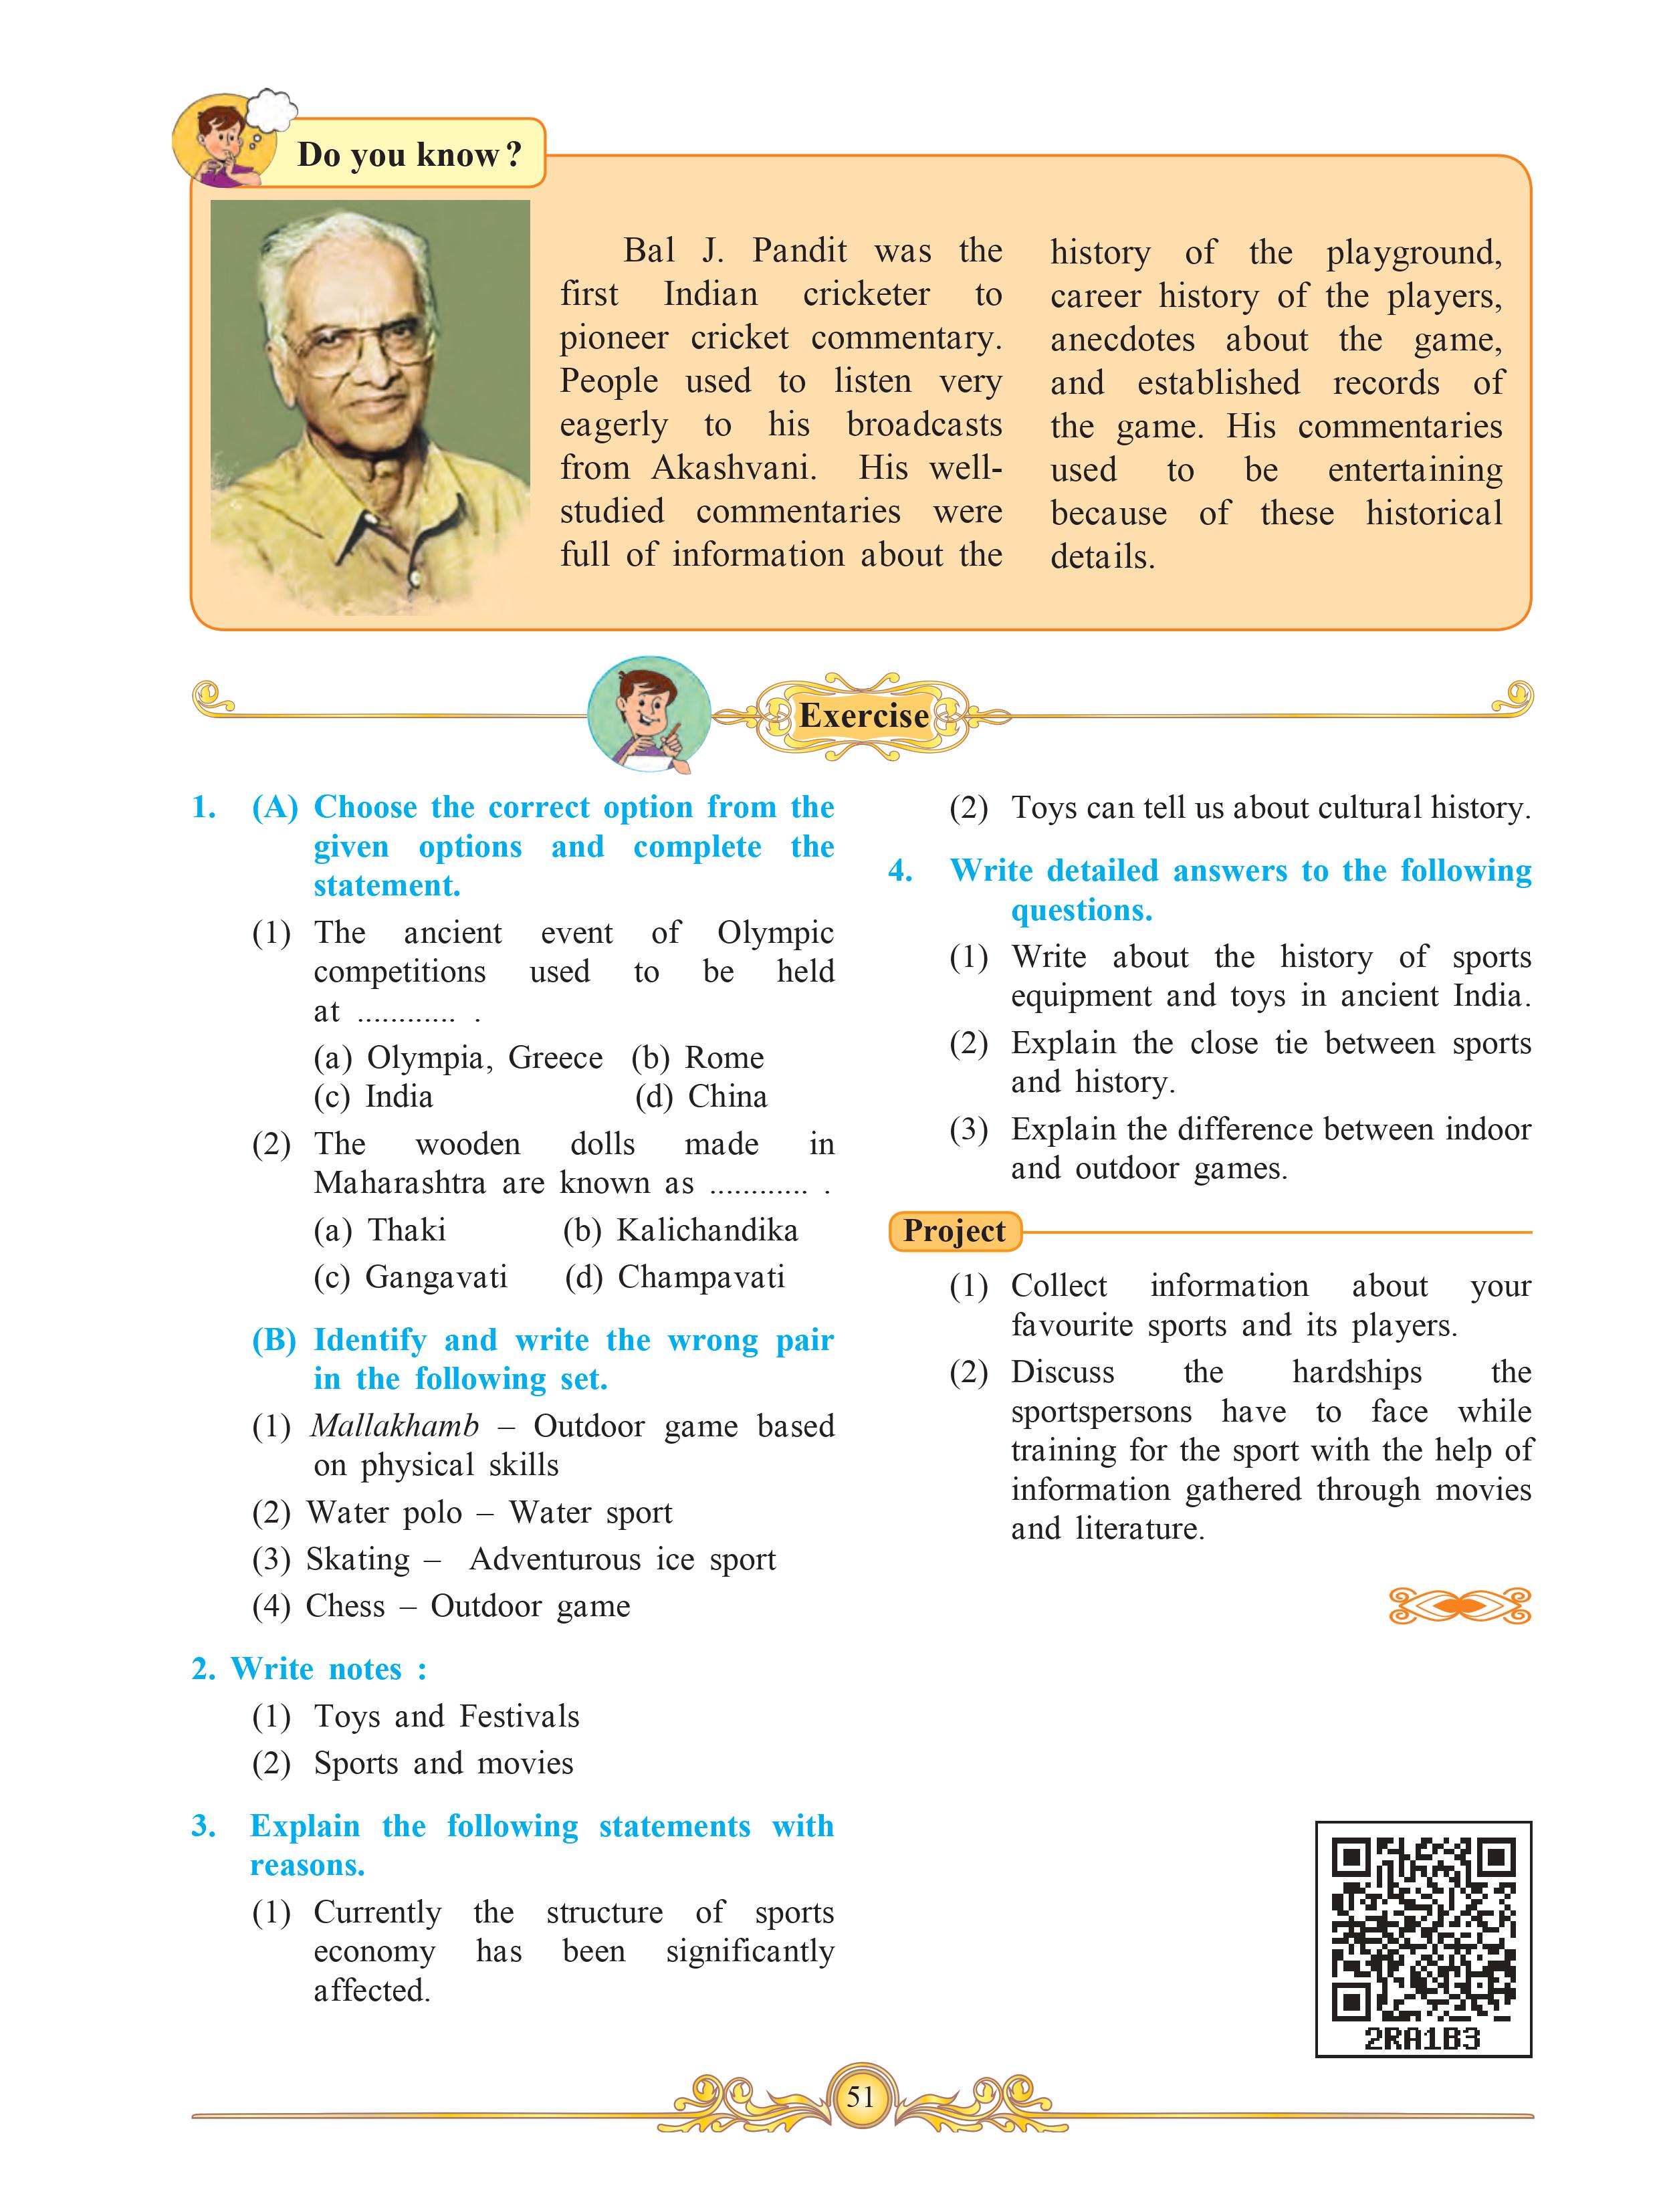 Do you know ?
Bal J. Pandit was the
first Indian cricketer to
pioneer cricket commentary.
People used to listen very
eagerly to his broadcasts
from Akashvani. His well-
studied commentaries were
full of information about the
history of the playground,
career history of the players,
anecdotes about the game,
and established records of
the game. His commentaries
used to be entertaining
because of these historical
details.
Exercise
1. (A) Choose the correct option from the
given options and complete the
statement.
(1) The ancient event of Olympic
competitions used to be held
at ............ .
(a) Olympia, Greece (b) Rome
(c) India (d) China
(2) The wooden dolls made in
Maharashtra are known as ............ .
(a) Thaki (b) Kalichandika
(c) Gangavati (d) Champavati
(B) Identify and write the wrong pair
in the following set.
(1) Mallakhamb – Outdoor game based
on physical skills
(2) Water polo – Water sport
(3) Skating – Adventurous ice sport
(4) Chess – Outdoor game
2. Write notes :
(1) Toys and Festivals
(2) Sports and movies
3. Explain the following statements with
reasons.
(1) Currently the structure of sports
economy has been significantly
affected.
(2) Toys can tell us about cultural history.
4. Write detailed answers to the following
questions.
(1) Write about the history of sports
equipment and toys in ancient India.
(2) Explain the close tie between sports
and history.
(3) Explain the difference between indoor
and outdoor games.
Project
(1) Collect information about your
favourite sports and its players.
(2) Discuss the hardships the
sportspersons have to face while
training for the sport with the help of
information gathered through movies
and literature.
2RA1B3
51